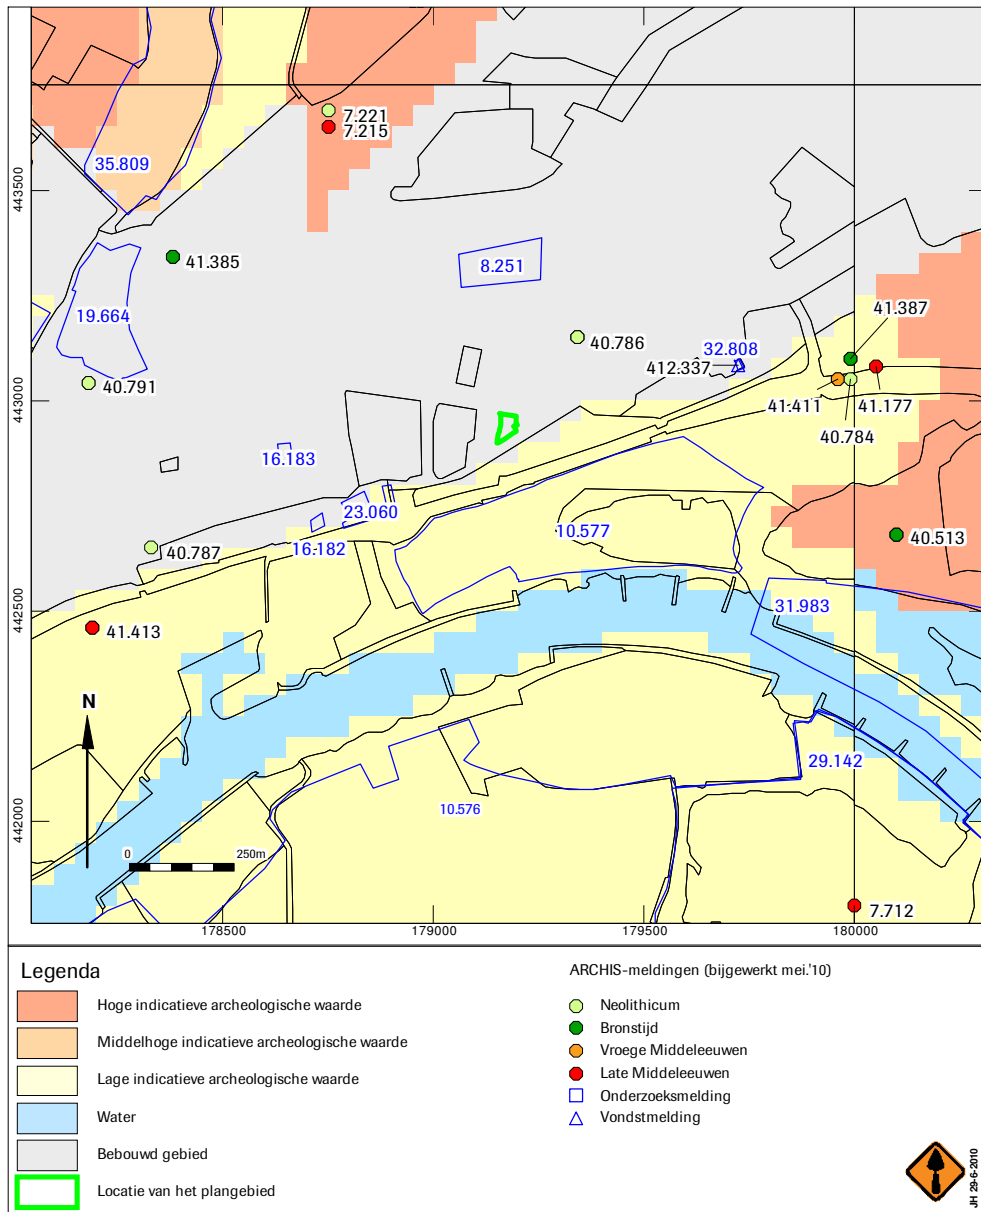 7.221
7.215
35.809
443500
41.385
8.251
19.664
41.387
40.786
32.808
412.337
40.791
443000
41.411
41.177
40.784
16.183
23.060
10.577
40.513
16.182
40.787
442500
31.983
41.413
N
29.142
10.576
442000
0
250m
7.712
178500
179000
179500
180000
Legenda
Hoge indicatieve archeologische waarde
Middelhoge indicatieve archeologische waarde
Lage indicatieve archeologische waarde
Water
Bebouwd gebied
Locatie van het plangebied
ARCHIS-meldingen (bijgewerkt mei.'10)
Neolithicum
Bronstijd
Vroege Middeleeuwen
Late Middeleeuwen
Onderzoeksmelding
Vondstmelding
JH 29-6-2010